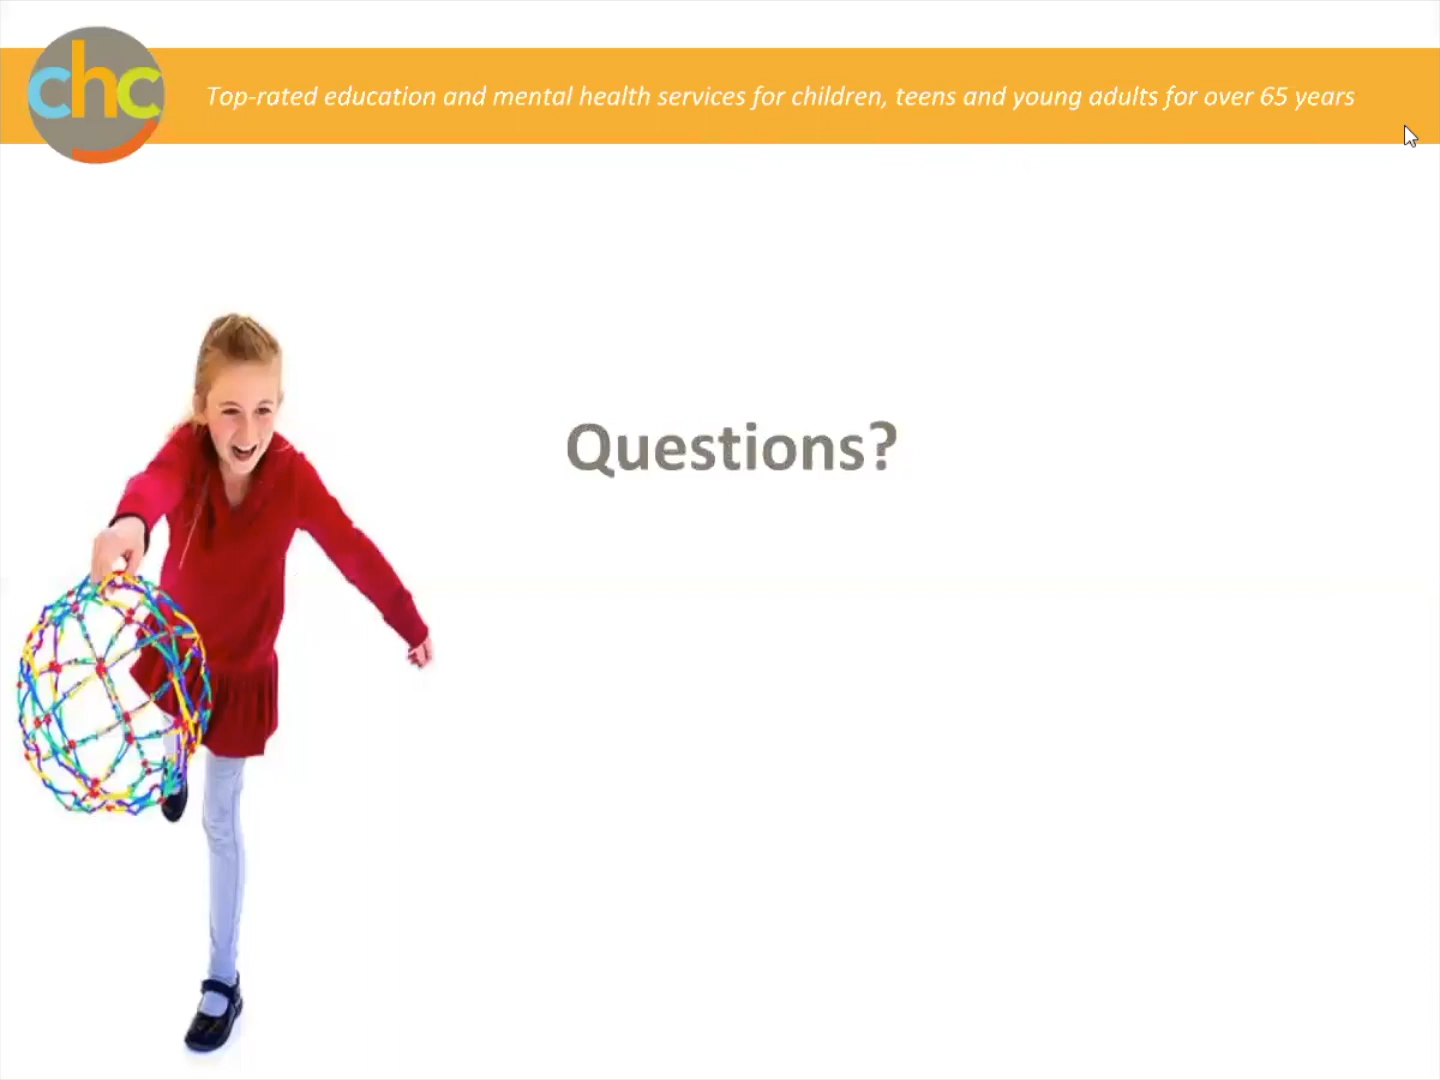 chc
Top-rated education and mental health services for children, teens and young adults for over 65 years
Questions?